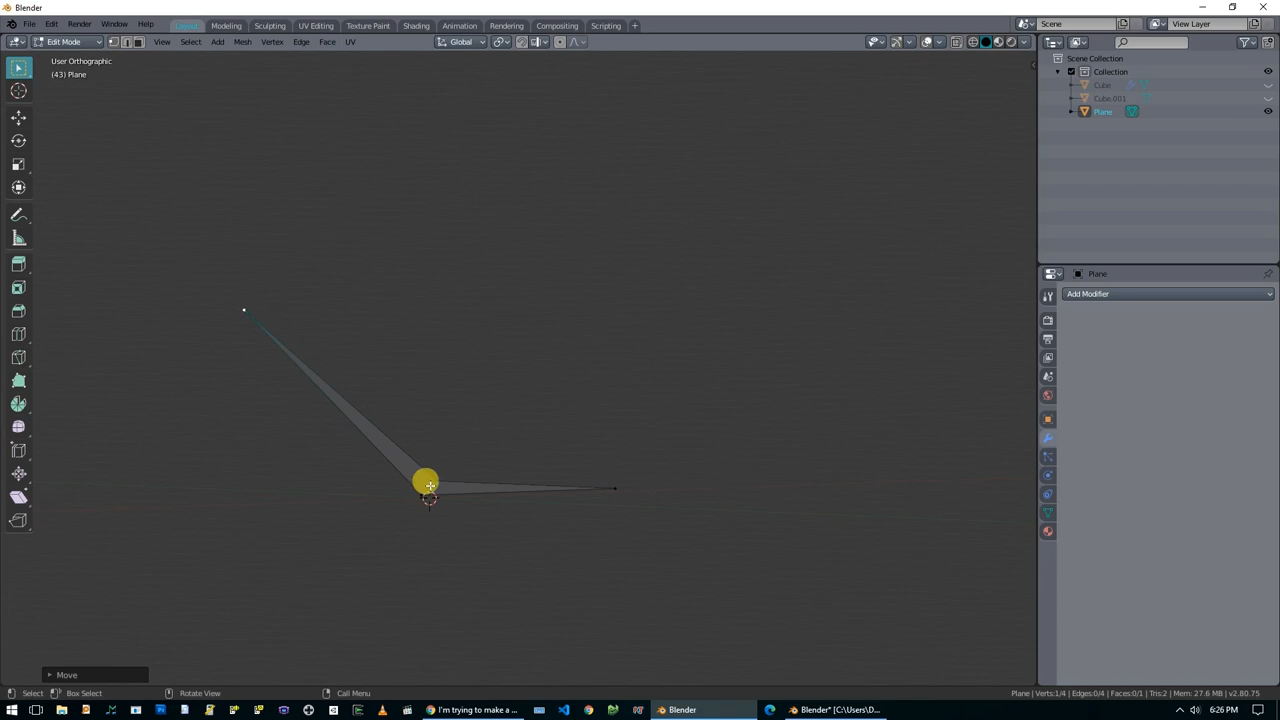 Blender
File Edit Render Window Help Layout Modeling Sculpting UV Editing Texture Paint Shading Animation Rendering Compositing Scripting + Scene View Layer
Edit Mode View Select Add Mesh Vertex Edge Face UV Global
User Orthographic
(43) Plane
Scene Collection
Collection
Cube
Cube.001
Plane
Plane
Add Modifier
Move
Select Box Select Rotate View Call Menu Plane | Verts:1/4 | Edges:0/4 | Faces:0/1 | Tris:2 | Mem: 27.6 MB | v2.80.75
I'm trying to make a ... Blender Blender* [C:\Users\D... 6:26 PM